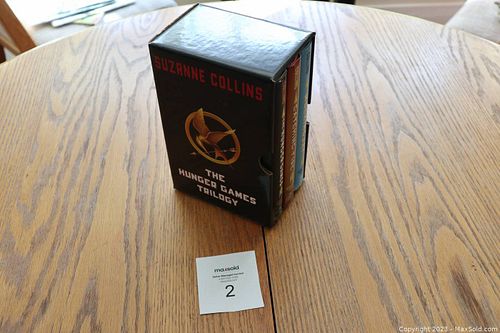 SUZANNE COLLINS
THE
HUNGER GAMES
TRILOGY
maxsold
2
Copyright 2023 - MaxSold.com